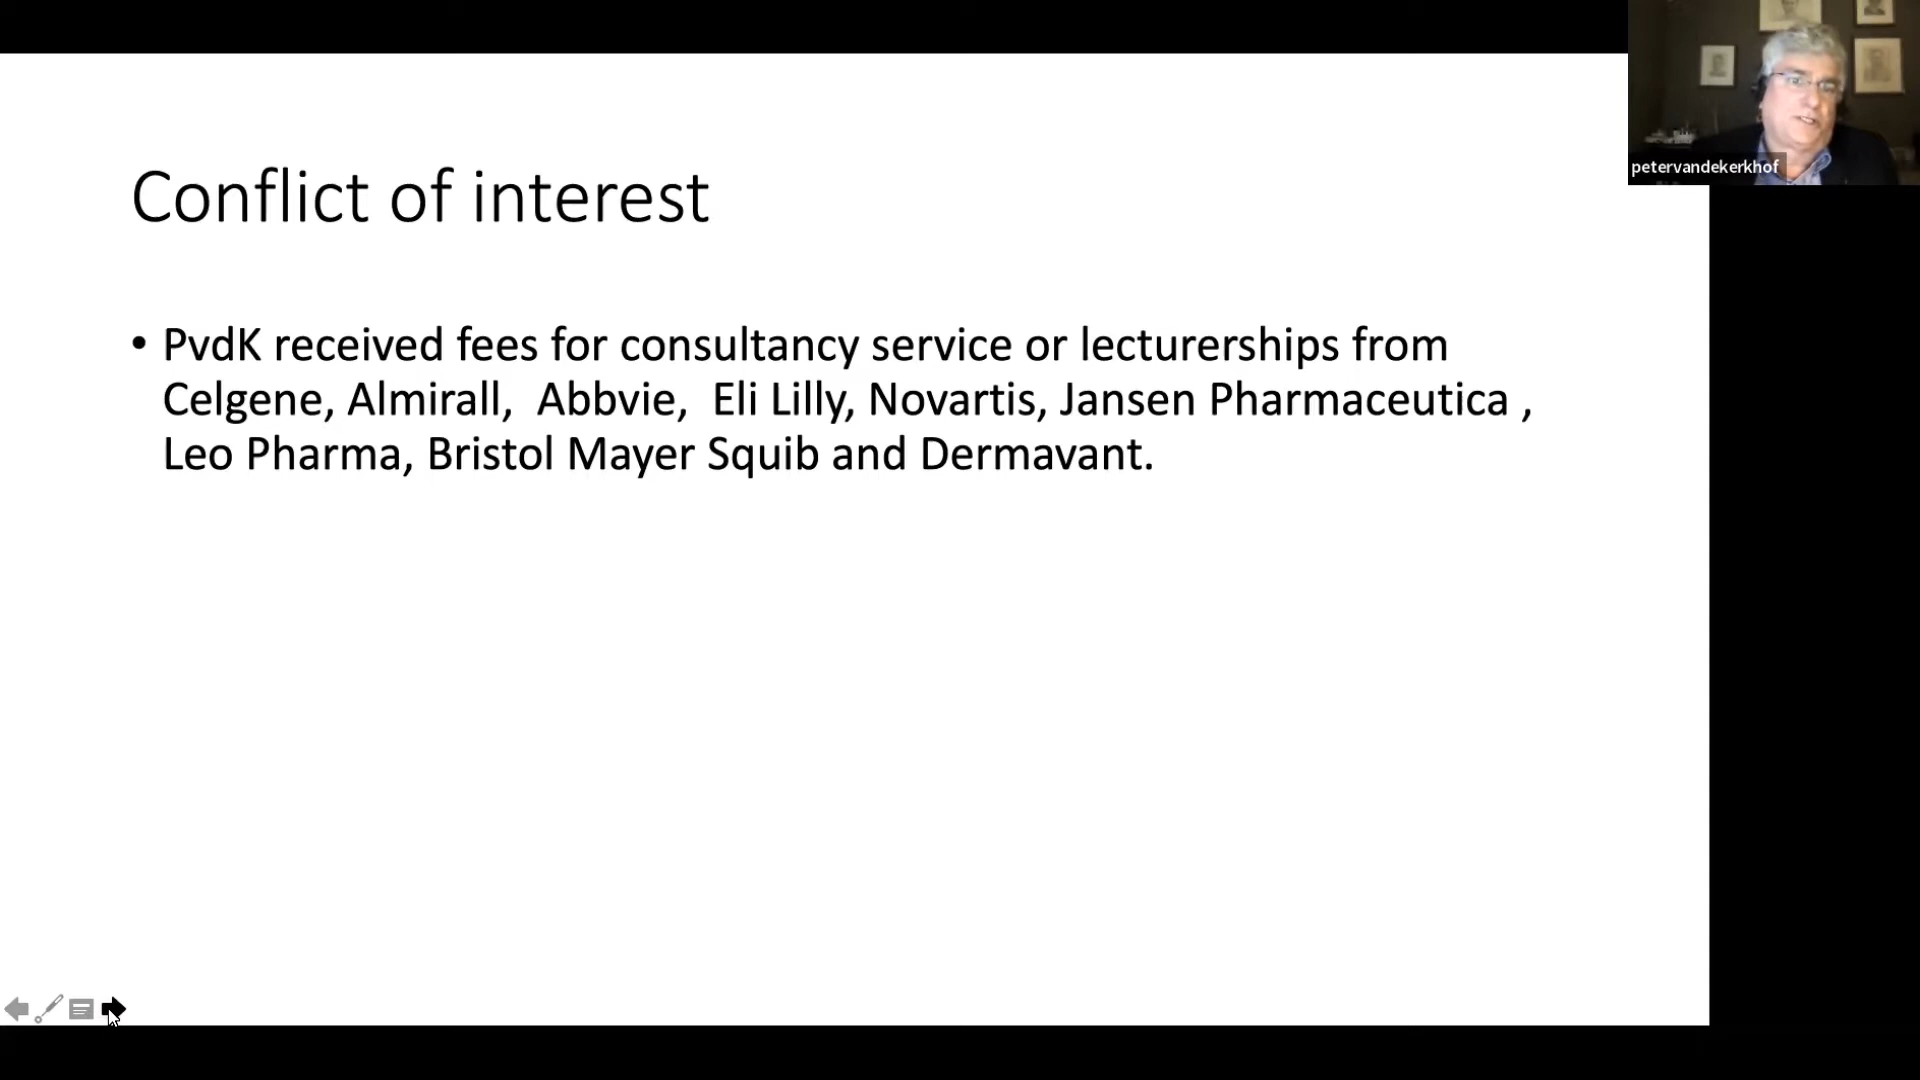 petervandekerkhof
Conflict of interest
• PvdK received fees for consultancy service or lecturerships from
Celgene, Almirall,  Abbvie,  Eli Lilly, Novartis, Jansen Pharmaceutica ,
Leo Pharma, Bristol Mayer Squib and Dermavant.